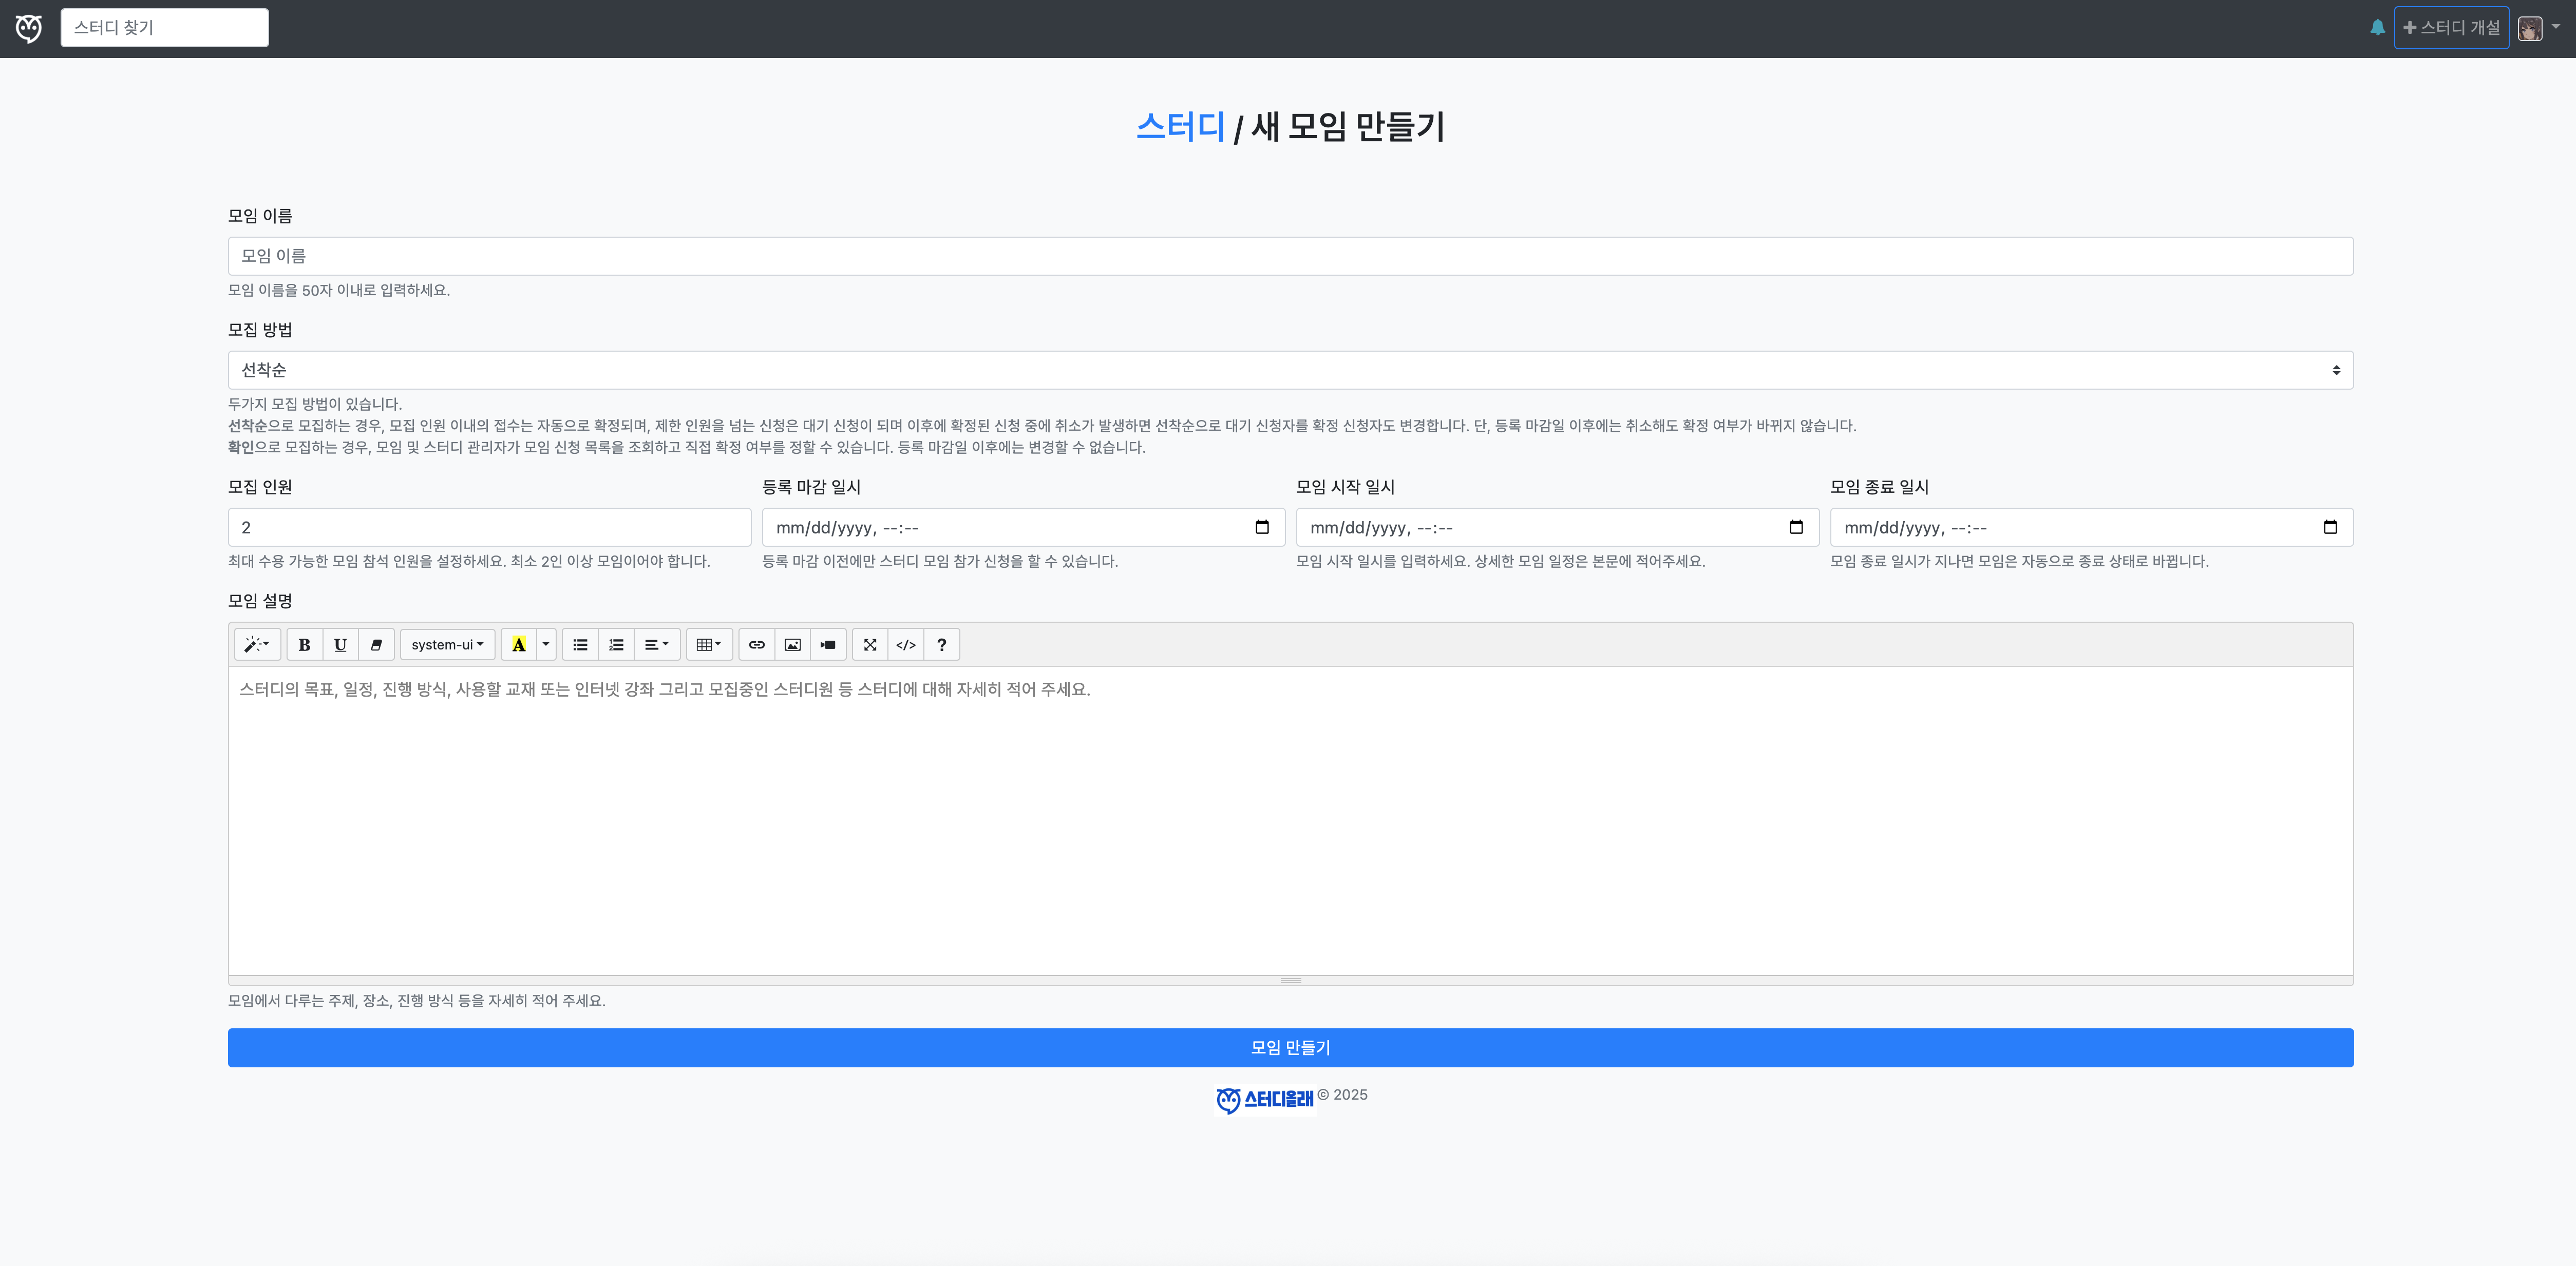 스터디 찾기
스터디 개설
스터디 / 새 모임 만들기
모임 이름
모임 이름
모임 이름을 50자 이내로 입력하세요.
모집 방법
선착순
두가지 모집 방법이 있습니다.
선착순으로 모집하는 경우, 모집 인원 이내의 접수는 자동으로 확정되며, 제한 인원을 넘는 신청은 대기 신청이 되며 이후에 확정된 신청 중에 취소가 발생하면 선착순으로 대기 신청자를 확정 신청자도 변경합니다. 단, 등록 마감일 이후에는 취소해도 확정 여부가 바뀌지 않습니다.
확인으로 모집하는 경우, 모임 및 스터디 관리자가 모임 신청 목록을 조회하고 직접 확정 여부를 정할 수 있습니다. 등록 마감일 이후에는 변경할 수 없습니다.
모집 인원
2
최대 수용 가능한 모임 참석 인원을 설정하세요. 최소 2인 이상 모임이어야 합니다.
등록 마감 일시
mm/dd/yyyy, --:--
등록 마감 이전에만 스터디 모임 참가 신청을 할 수 있습니다.
모임 시작 일시
mm/dd/yyyy, --:--
모임 시작 일시를 입력하세요. 상세한 모임 일정은 본문에 적어주세요.
모임 종료 일시
mm/dd/yyyy, --:--
모임 종료 일시가 지나면 모임은 자동으로 종료 상태로 바뀝니다.
모임 설명
B U system-ui A </> ?
스터디의 목표, 일정, 진행 방식, 사용할 교재 또는 인터넷 강좌 그리고 모집중인 스터디원 등 스터디에 대해 자세히 적어 주세요.
모임에서 다루는 주제, 장소, 진행 방식 등을 자세히 적어 주세요.
모임 만들기
스터디올래 © 2025